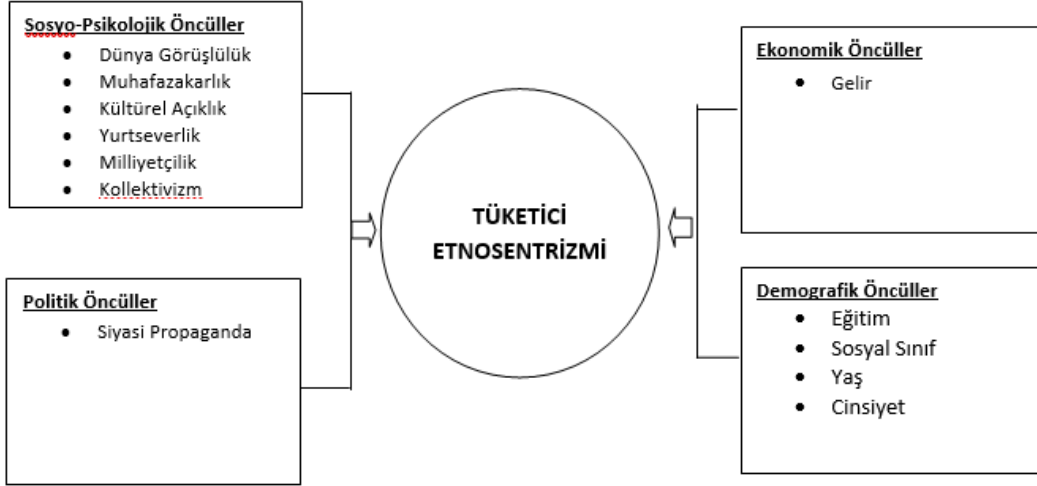 Sosyo-Psikolojik Öncüller
• Dünya Görüşlülük
• Muhafazakarlık
• Kültürel Açıklık
• Yurtseverlik
• Milliyetçilik
• Kollektivizm
Politik Öncüller
• Siyasi Propaganda
TÜKETİCİ
ETNOSENTRİZMİ
Ekonomik Öncüller
• Gelir
Demografik Öncüller
• Eğitim
• Sosyal Sınıf
• Yaş
• Cinsiyet